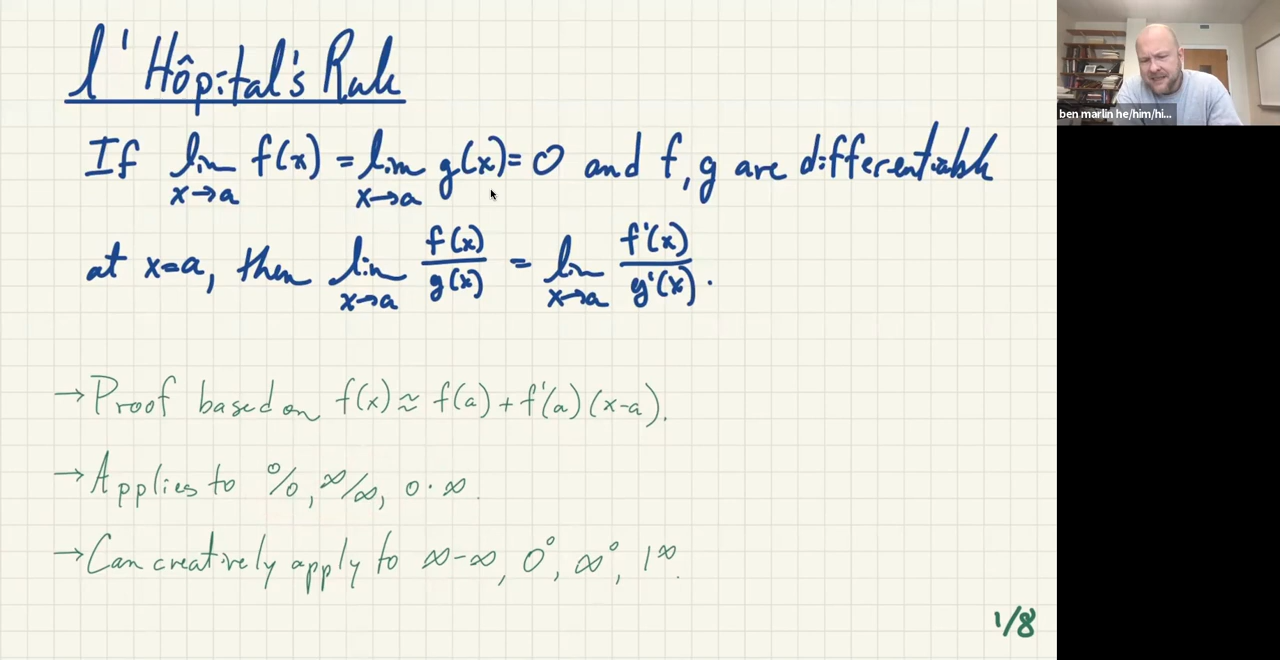 l'Hôpital's Rule
If lim x→a f(x) = lim x→a g(x) = 0 and f, g are differentiable
at x=a, then lim x→a f(x)/g(x) = lim x→a f'(x)/g'(x).
→ Proof based on f(x) ≈ f(a) + f'(a)(x-a).
→ Applies to 0/0, ∞/∞, 0·∞.
→ Can creatively apply to ∞-∞, 0⁰, ∞⁰, 1^∞.
1/8
ben marlin he/him/hi...